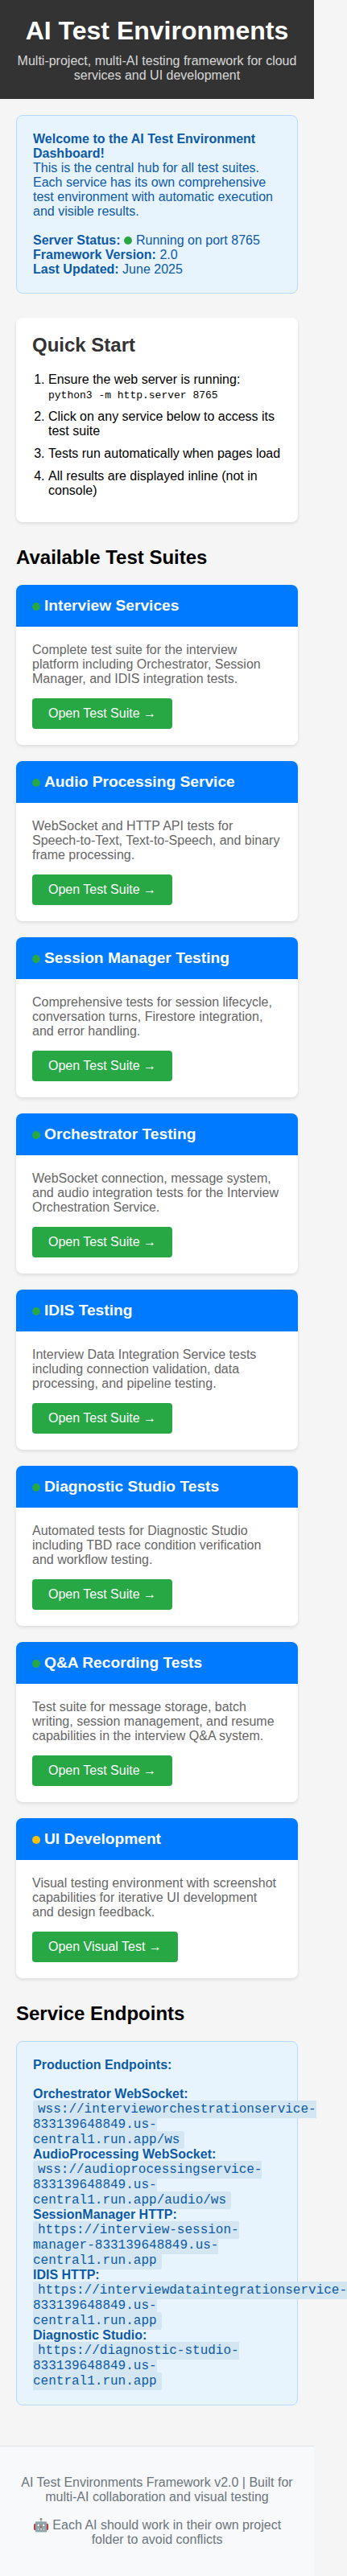 AI Test Environments
Multi-project, multi-AI testing framework for cloud
services and UI development
Welcome to the AI Test Environment
Dashboard!
This is the central hub for all test suites.
Each service has its own comprehensive
test environment with automatic execution
and visible results.
Server Status: Running on port 8765
Framework Version: 2.0
Last Updated: June 2025
Quick Start
1. Ensure the web server is running:
python3 -m http.server 8765
2. Click on any service below to access its
test suite
3. Tests run automatically when pages load
4. All results are displayed inline (not in
console)
Available Test Suites
Interview Services
Complete test suite for the interview
platform including Orchestrator, Session
Manager, and IDIS integration tests.
Open Test Suite →
Audio Processing Service
WebSocket and HTTP API tests for
Speech-to-Text, Text-to-Speech, and binary
frame processing.
Open Test Suite →
Session Manager Testing
Comprehensive tests for session lifecycle,
conversation turns, Firestore integration,
and error handling.
Open Test Suite →
Orchestrator Testing
WebSocket connection, message system,
and audio integration tests for the Interview
Orchestration Service.
Open Test Suite →
IDIS Testing
Interview Data Integration Service tests
including connection validation, data
processing, and pipeline testing.
Open Test Suite →
Diagnostic Studio Tests
Automated tests for Diagnostic Studio
including TBD race condition verification
and workflow testing.
Open Test Suite →
Q&A Recording Tests
Test suite for message storage, batch
writing, session management, and resume
capabilities in the interview Q&A system.
Open Test Suite →
UI Development
Visual testing environment with screenshot
capabilities for iterative UI development
and design feedback.
Open Visual Test →
Service Endpoints
Production Endpoints:
Orchestrator WebSocket:
wss://intervieworchestrationservice-
833139648849.us-
central1.run.app/ws
AudioProcessing WebSocket:
wss://audioprocessingservice-
833139648849.us-
central1.run.app/audio/ws
SessionManager HTTP:
https://interview-session-
manager-833139648849.us-
central1.run.app
IDIS HTTP:
https://interviewdataintegrationservice-
833139648849.us-
central1.run.app
Diagnostic Studio:
https://diagnostic-studio-
833139648849.us-
central1.run.app
AI Test Environments Framework v2.0 | Built for
multi-AI collaboration and visual testing
🤖 Each AI should work in their own project
folder to avoid conflicts